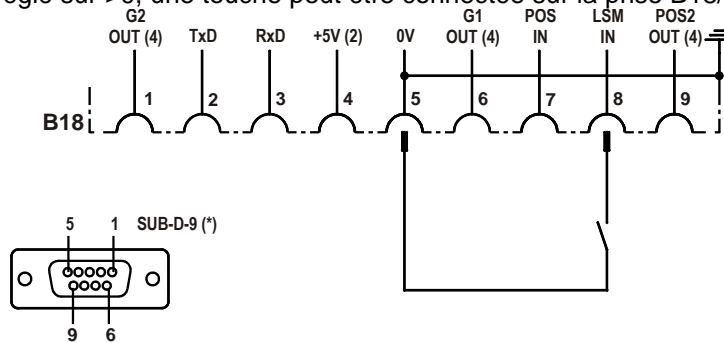 G2 G1 POS LSM POS2
OUT (4) TxD RxD +5V (2) 0V OUT (4) IN IN OUT (4)
1 2 3 4 5 6 7 8 9
B18
5 1 SUB-D-9 (*)
9 6